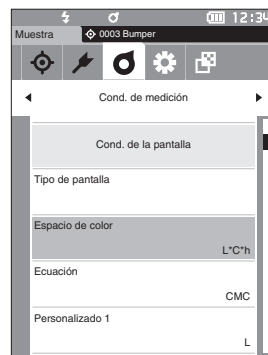 12:34
Muestra 0003 Bumper
Cond. de medición
Cond. de la pantalla
Tipo de pantalla
Espacio de color
L*C*h
Ecuación
CMC
Personalizado 1
L